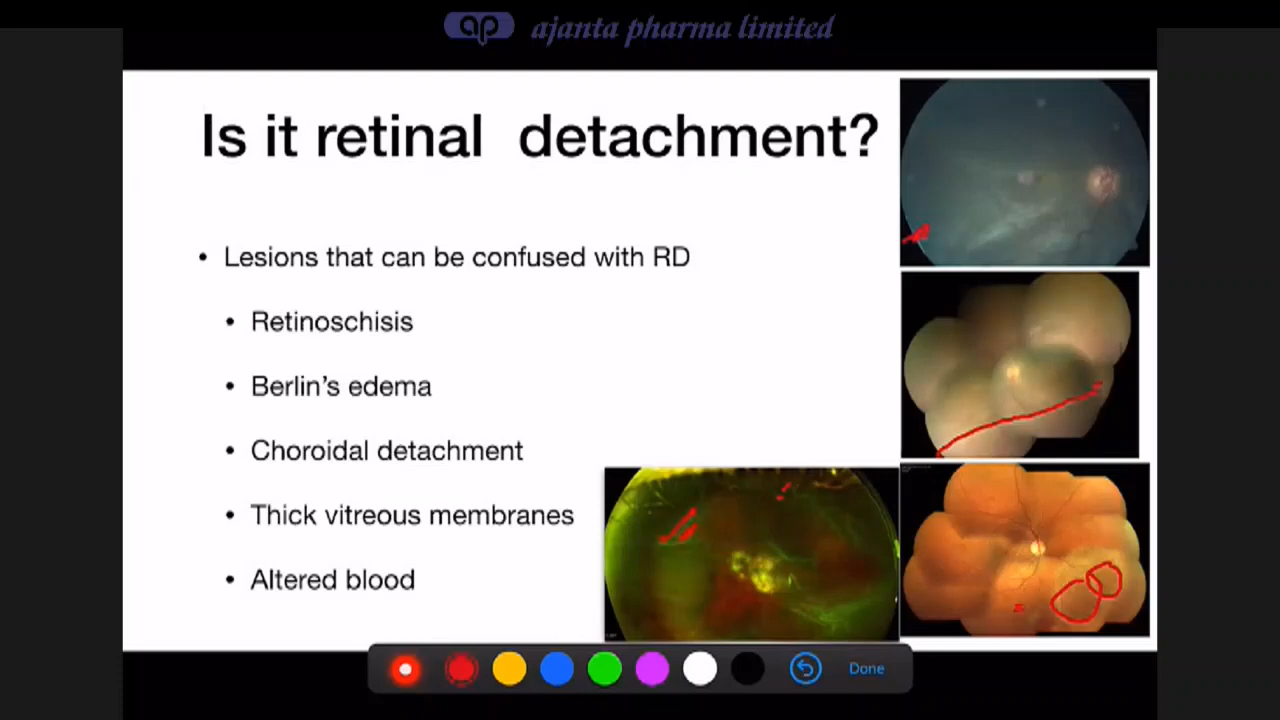 ap ajanta pharma limited
Is it retinal detachment?
• Lesions that can be confused with RD
• Retinoschisis
• Berlin’s edema
• Choroidal detachment
• Thick vitreous membranes
• Altered blood
Done